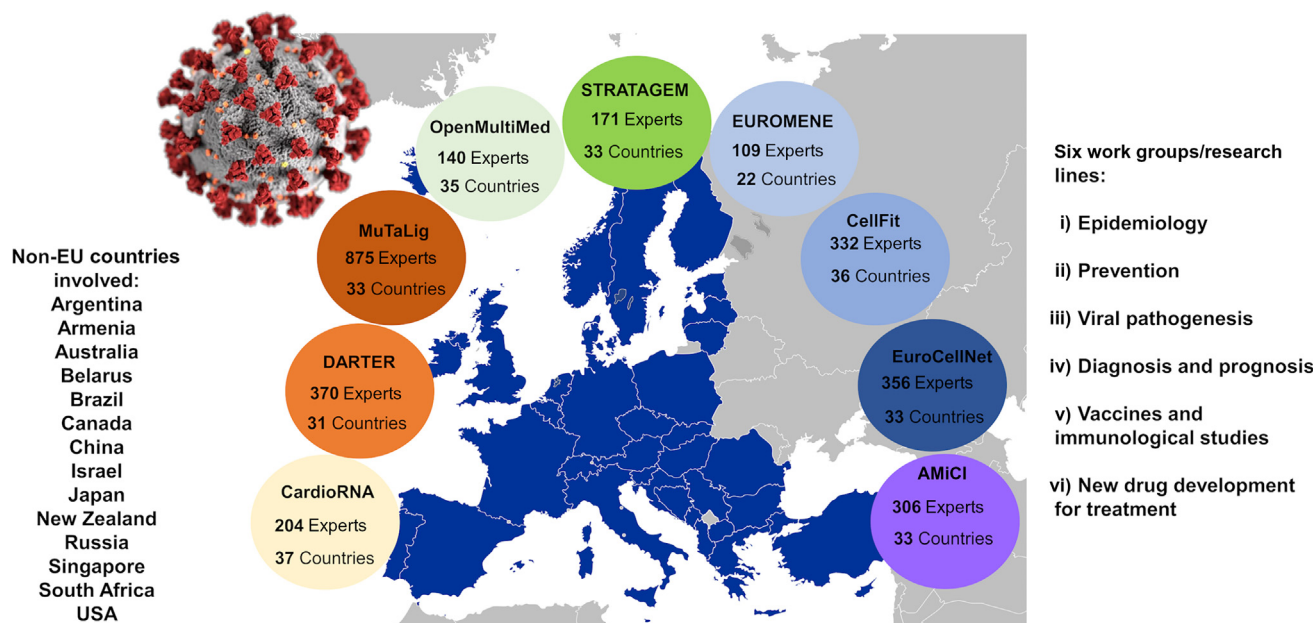 Non-EU countries
involved:
Argentina
Armenia
Australia
Belarus
Brazil
Canada
China
Israel
Japan
New Zealand
Russia
Singapore
South Africa
USA
CardioRNA
204 Experts
37 Countries
DARTER
370 Experts
31 Countries
MuTaLig
875 Experts
33 Countries
OpenMultiMed
140 Experts
35 Countries
STRATAGEM
171 Experts
33 Countries
EUROMENE
109 Experts
22 Countries
CellFit
332 Experts
36 Countries
EuroCellNet
356 Experts
33 Countries
AMiCI
306 Experts
33 Countries
Six work groups/research
lines:
i) Epidemiology
ii) Prevention
iii) Viral pathogenesis
iv) Diagnosis and prognosis
v) Vaccines and
immunological studies
vi) New drug development
for treatment